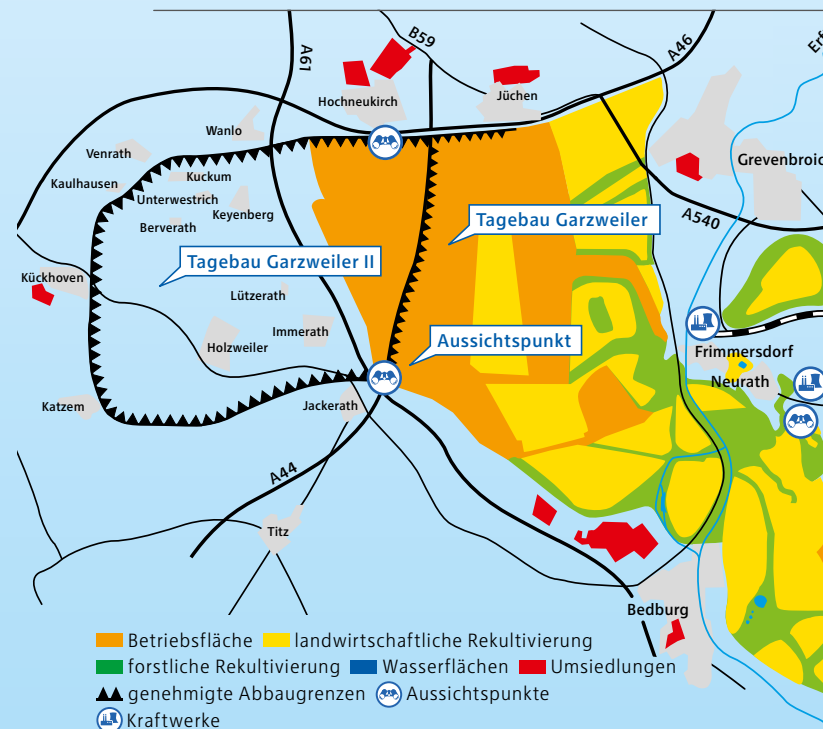 A61
B59
A46
Erf
Hochneukirch
Jüchen
Wanlo
Venrath
Grevenbroic
Kuckum
Kaulhausen
Unterwestrich
Keyenberg
A540
Tagebau Garzweiler
Berverath
Tagebau Garzweiler II
Kückhoven
Lützerath
Immerath
Aussichtspunkt
Holzweiler
Frimmersdorf
Neurath
Katzem
Jackerath
A44
Titz
Bedburg
Betriebsfläche landwirtschaftliche Rekultivierung
forstliche Rekultivierung Wasserflächen Umsiedlungen
genehmigte Abbaugrenzen Aussichtspunkte
Kraftwerke